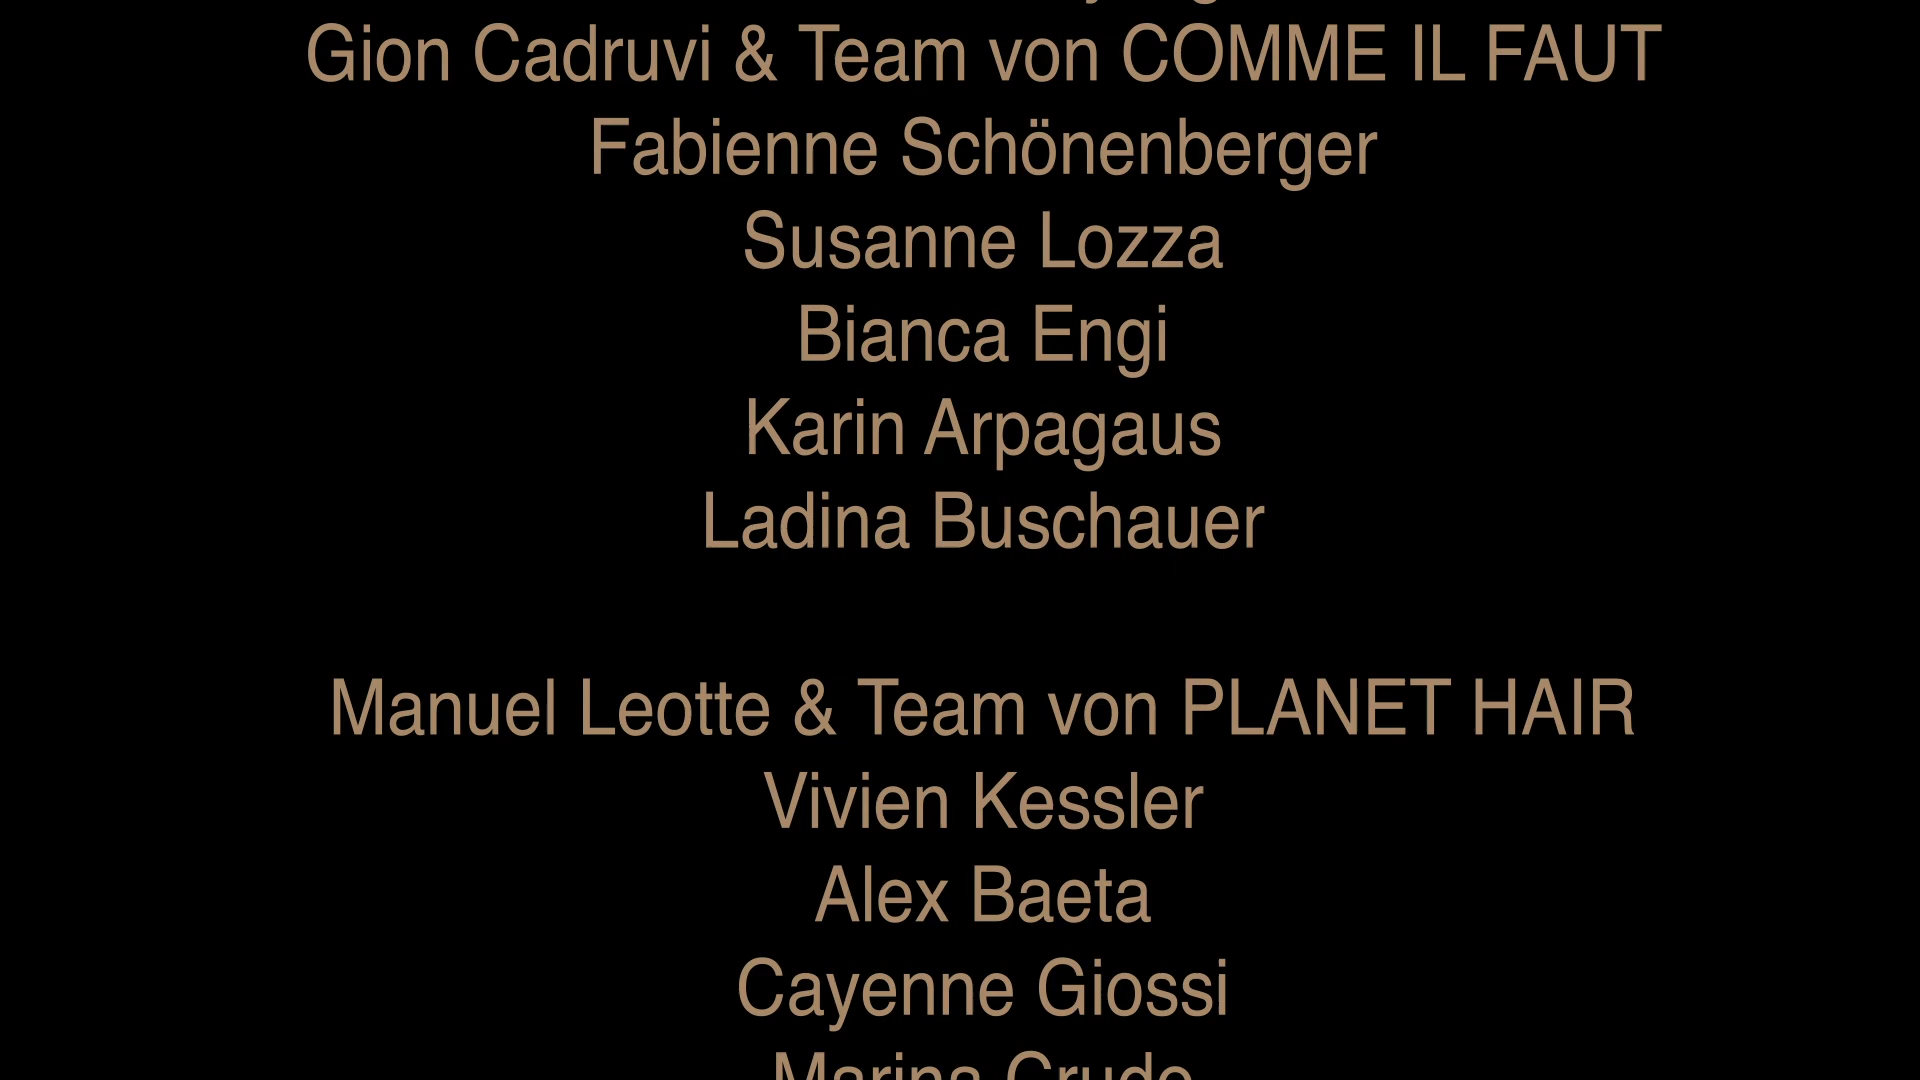 Gion Cadruvi & Team von COMME IL FAUT
Fabienne Schönenberger
Susanne Lozza
Bianca Engi
Karin Arpagaus
Ladina Buschauer
Manuel Leotte & Team von PLANET HAIR
Vivien Kessler
Alex Baeta
Cayenne Giossi
Marina